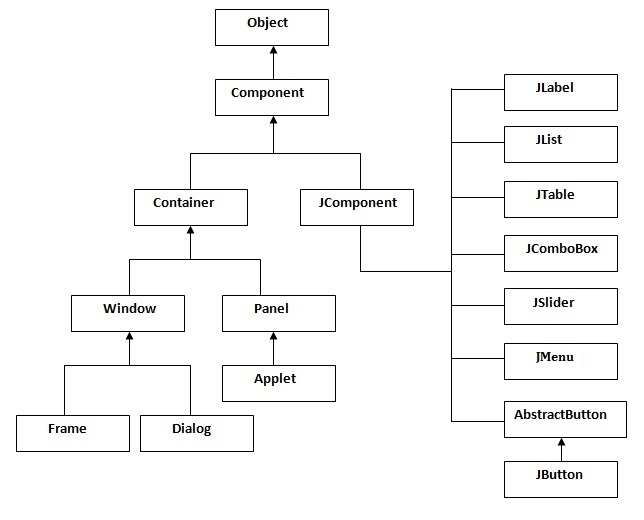 Object
Component
Container
JComponent
Window
Panel
Applet
Frame
Dialog
JLabel
JList
JTable
JComboBox
JSlider
JMenu
AbstractButton
JButton